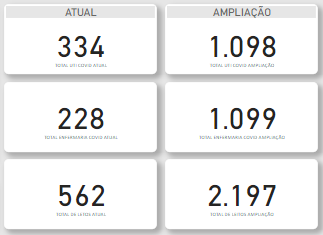 ATUAL
AMPLIAÇÃO
334
TOTAL UTI COVID ATUAL
1.098
TOTAL UTI COVID AMPLIAÇÃO
228
TOTAL ENFERMARIA COVID ATUAL
1.099
TOTAL ENFERMARIA COVID AMPLIAÇÃO
562
TOTAL DE LEITOS ATUAL
2.197
TOTAL DE LEITOS AMPLIAÇÃO